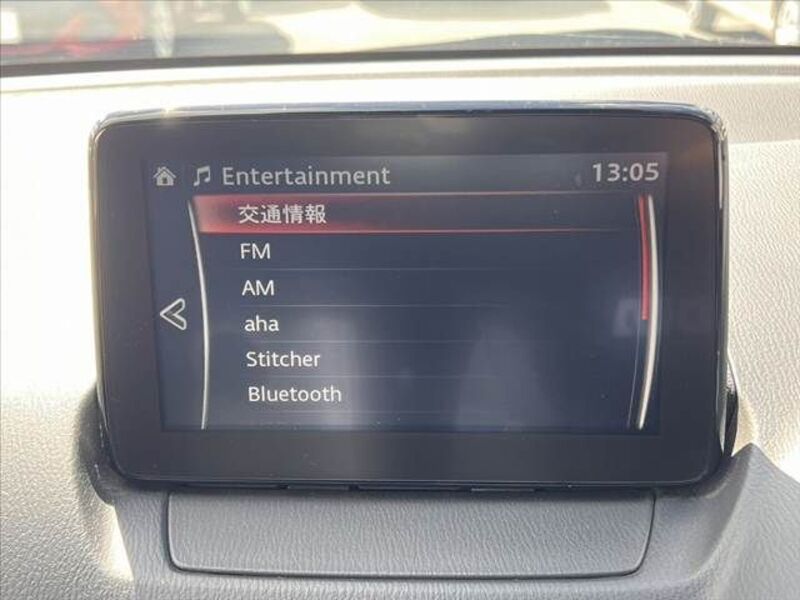 Entertainment 13:05
交通情報
FM
AM
aha
Stitcher
Bluetooth